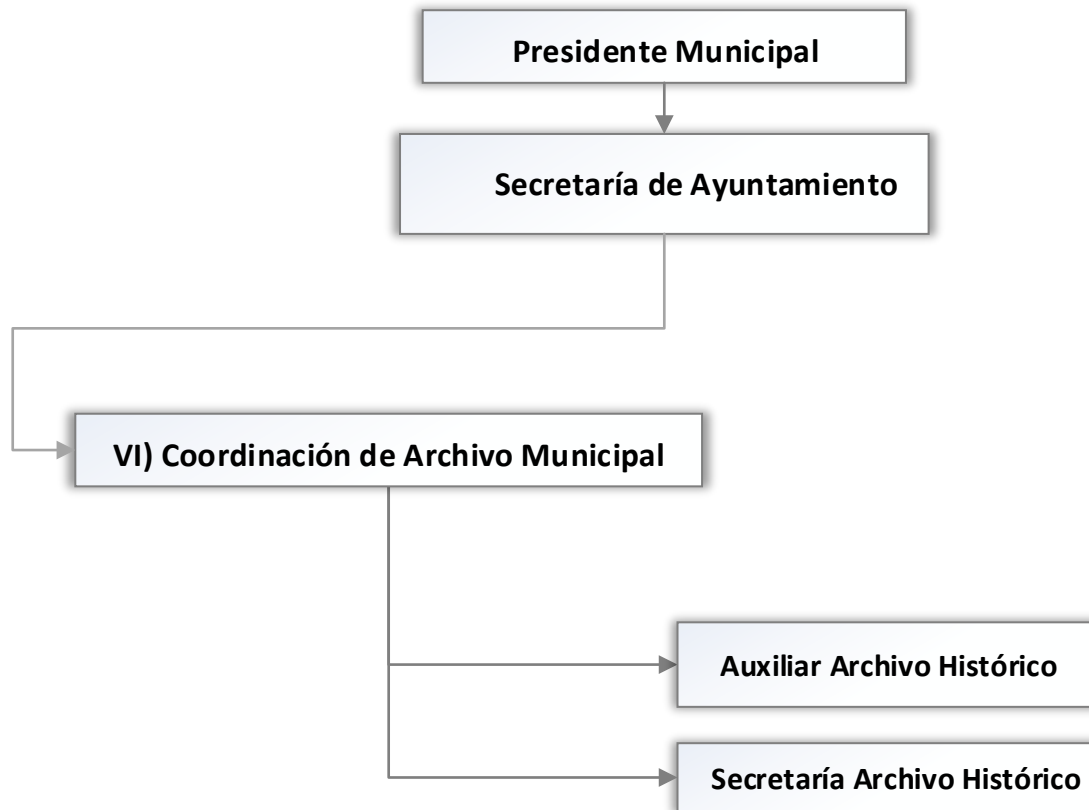 Presidente Municipal
Secretaría de Ayuntamiento
VI) Coordinación de Archivo Municipal
Auxiliar Archivo Histórico
Secretaría Archivo Histórico